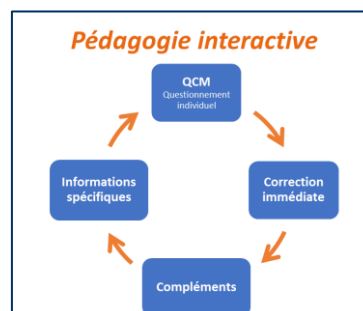 Pédagogie interactive
QCM
Questionnement
individuel
Informations
spécifiques
Correction
immédiate
Compléments